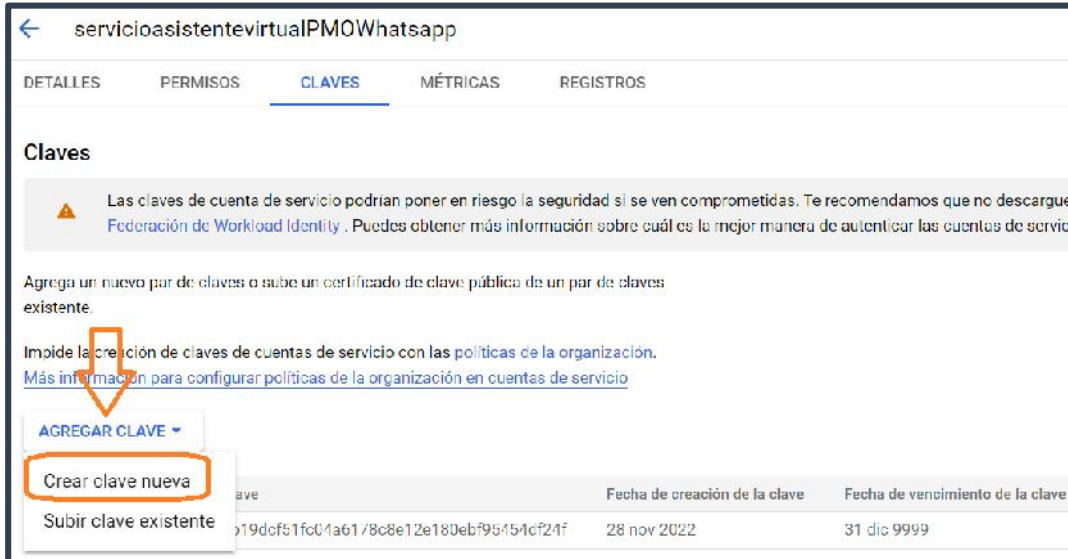 servicioasistentevirtualPMOWhatsapp
DETALLES PERMISOS CLAVES MÉTRICAS REGISTROS
Claves
Las claves de cuenta de servicio podrían poner en riesgo la seguridad si se ven comprometidas. Te recomendamos que no descargue
Federación de Workload Identity . Puedes obtener más información sobre cuál es la mejor manera de autenticar las cuentas de servic
Agrega un nuevo par de claves o sube un certificado de clave pública de un par de claves
existente.
Impide la creación de claves de cuentas de servicio con las políticas de la organización.
Más información para configurar políticas de la organización en cuentas de servicio
AGREGAR CLAVE
Crear clave nueva
ave Fecha de creación de la clave Fecha de vencimiento de la clave
Subir clave existente
28 nov 2022 31 dic 9999